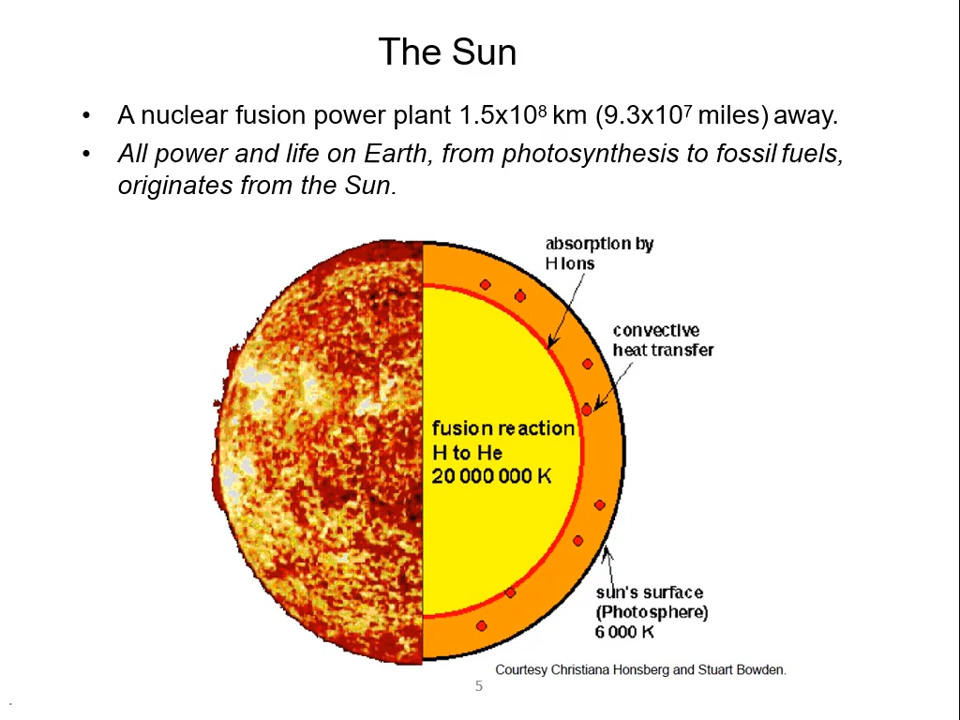 The Sun
• A nuclear fusion power plant 1.5x10⁸ km (9.3x10⁷ miles) away.
• All power and life on Earth, from photosynthesis to fossil fuels,
originates from the Sun.
absorption by
H Ions
convective
heat transfer
fusion reaction
H to He
20 000 000 K
sun's surface
(Photosphere)
6 000 K
Courtesy Christiana Honsberg and Stuart Bowden.
5